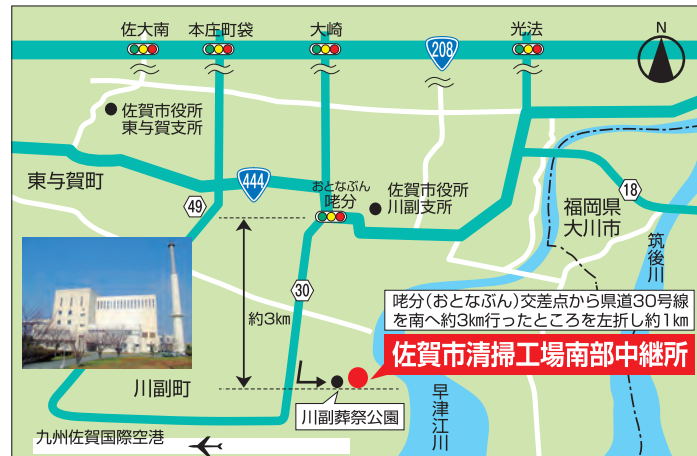 佐大南
本庄町袋
大崎
208
光法
N
佐賀市役所
東与賀支所
東与賀町
444
おとなぶん
咾分
佐賀市役所
川副支所
49
18
福岡県
大川市
筑後川
30
約3km
咾分(おとなぶん)交差点から県道30号線
を南へ約3km行ったところを左折し約1km
佐賀市清掃工場南部中継所
川副町
川副葬祭公園
早津江川
九州佐賀国際空港